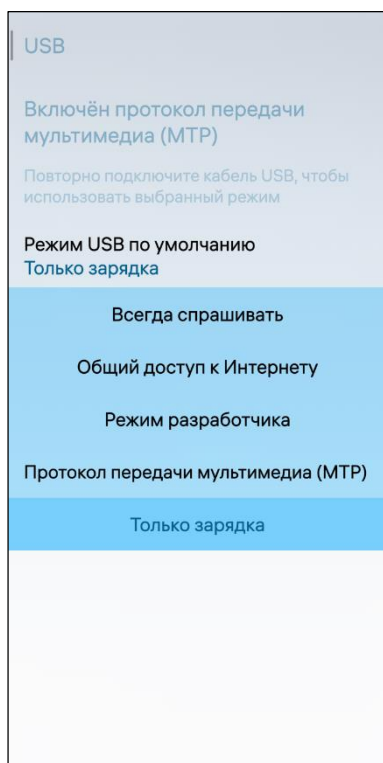 USB
Включён протокол передачи
мультимедиа (MTP)
Повторно подключите кабель USB, чтобы
использовать выбранный режим
Режим USB по умолчанию
Только зарядка
Всегда спрашивать
Общий доступ к Интернету
Режим разработчика
Протокол передачи мультимедиа (MTP)
Только зарядка